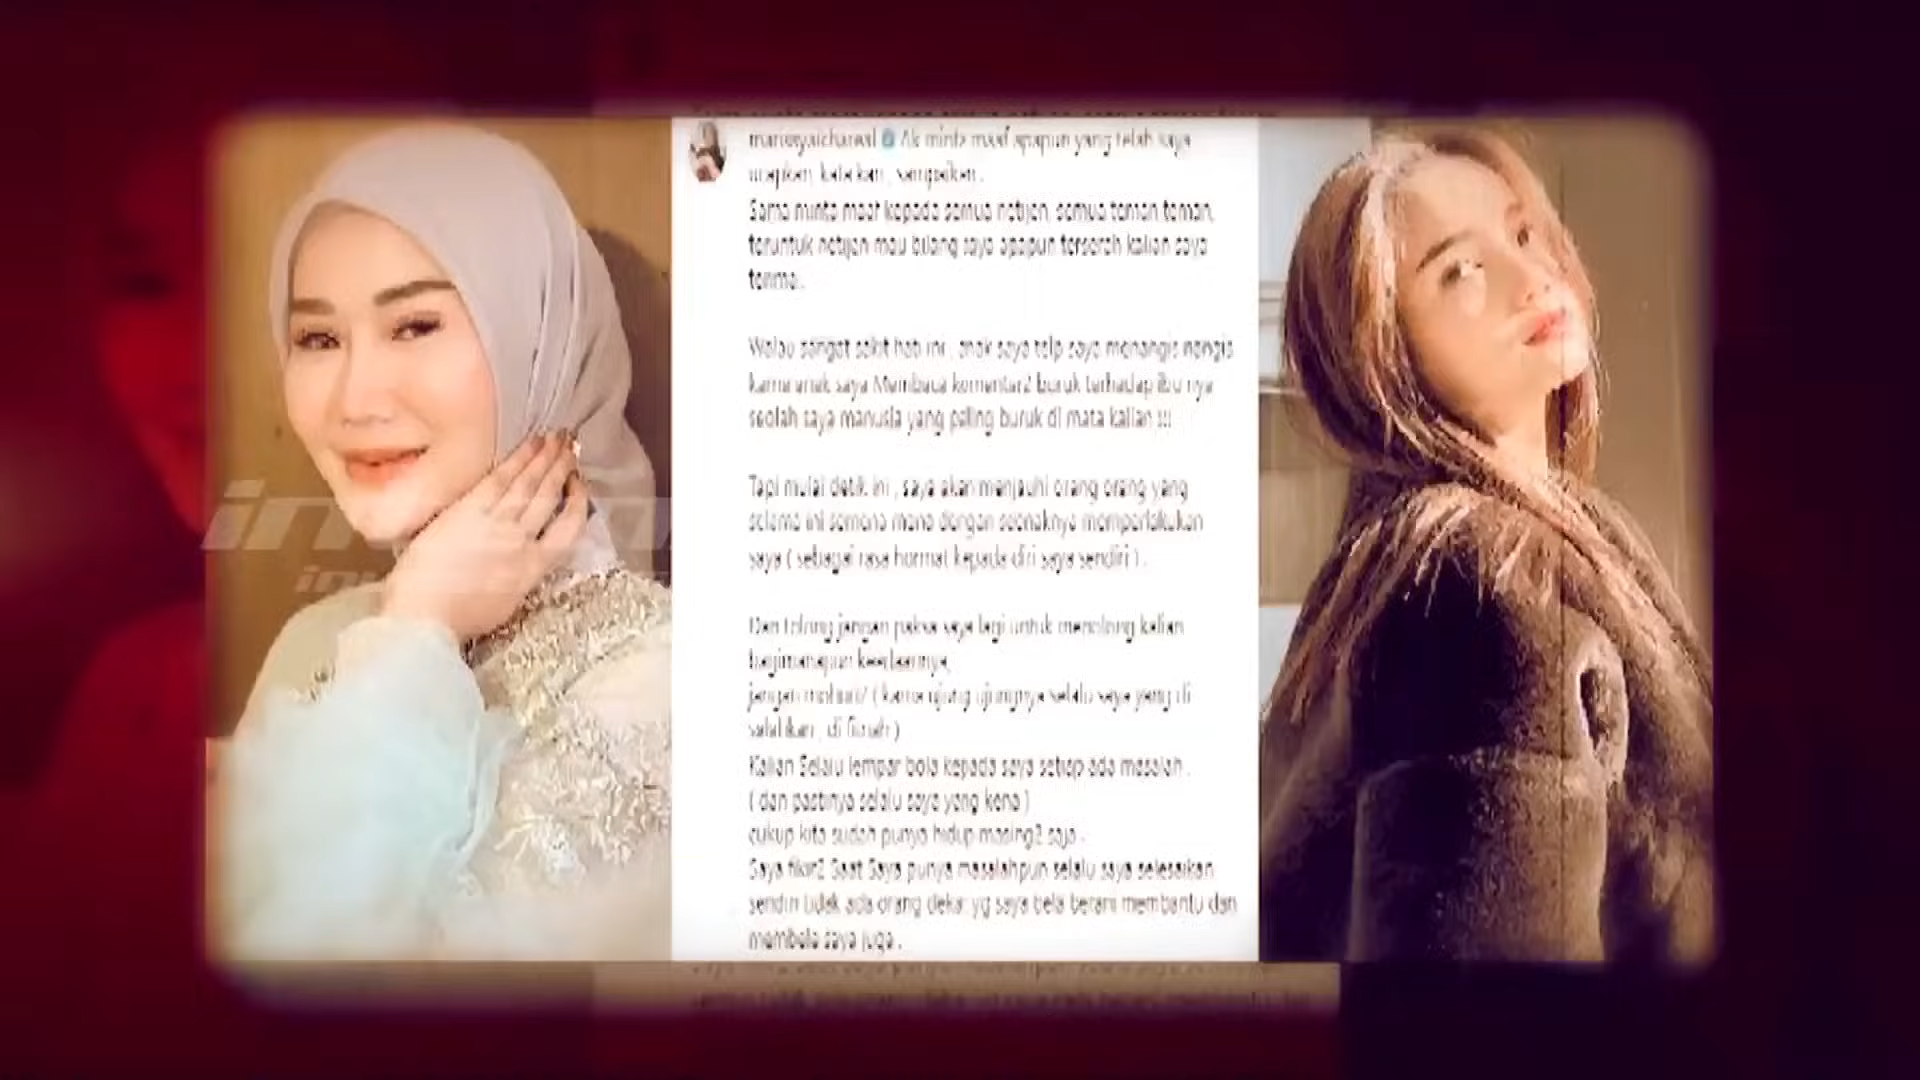 Ak minta maaf apapun yang telah saya
ucapkan, katakan, sampaikan.
Sama minta maaf kepada semua netijen, semua teman teman,
teruntuk netijen mau bilang saya apapun terserah kalian saya
terima.
Walau sangat sakit hati ini, anak saya telp saya menangis nangis
karna anak saya Membaca komentar2 buruk terhadap ibu nya
seolah saya manusia yang paling buruk di mata kalian !!!
Tapi mulai detik ini, saya akan menjauhi orang orang yang
selama ini semena mena dengan seenaknya memperlakukan
saya ( sebagai rasa hormat kepada diri saya sendiri ).
Dan tolong jangan paksa saya lagi untuk menolong kalian
bagimanapun keadaannya,
( karna ujung ujungnya selalu saya yang di
salahkan, di fitnah )
Kalian Selalu lempar bola kepada saya setiap ada masalah.
( dan pastinya selalu saya yang kena )
cukup kita sudah punya hidup masing2 saja.
Saya fikir2 Saat Saya punya masalahpun selalu saya selesaikan
sendiri tidak ada orang dekat yg saya bela berani membantu dan
membela saya juga.